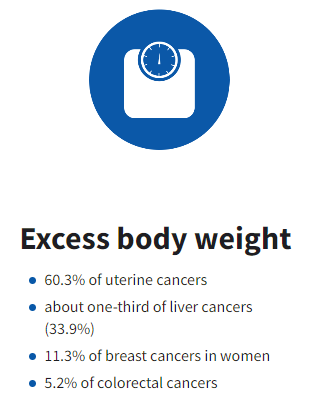 Excess body weight
60.3% of uterine cancers
about one-third of liver cancers
(33.9%)
11.3% of breast cancers in women
5.2% of colorectal cancers